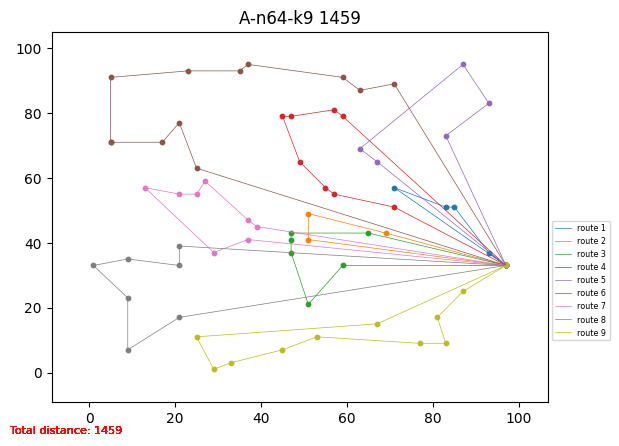 A-n64-k9 1459
100
80
60
40
20
0
0 20 40 60 80 100
route 1
route 2
route 3
route 4
route 5
route 6
route 7
route 8
route 9
Total distance: 1459